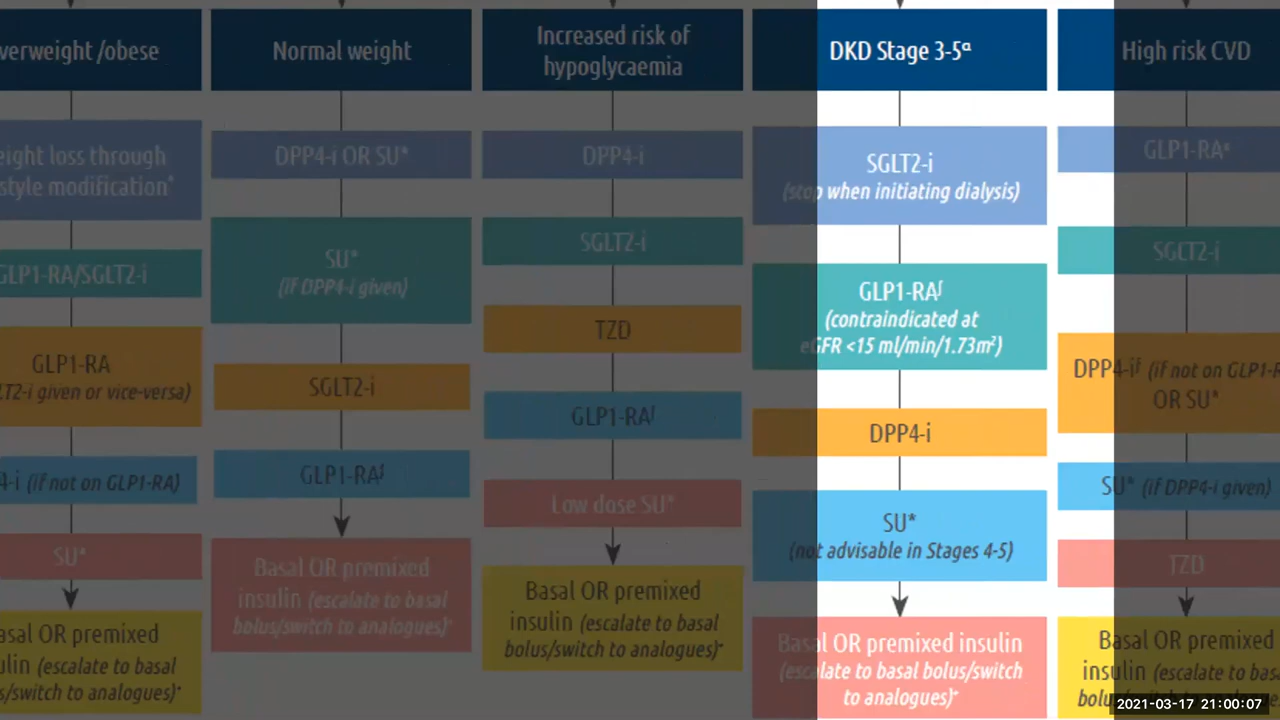 verweight /obese
eight loss through
style modification*
GLP1-RA/SGLT2-i
GLP1-RA
LT2-i given or vice-versa)
4-i (if not on GLP1-RA)
SU*
asal OR premixed
ulin (escalate to basal
s/switch to analogues)*
Normal weight
DPP4-i OR SU*
SU*
(if DPP4-i given)
SGLT2-i
GLP1-RAʃ
Basal OR premixed
insulin (escalate to basal
bolus/switch to analogues)*
Increased risk of
hypoglycaemia
DPP4-i
SGLT2-i
TZD
GLP1-RAʃ
Low dose SU*
Basal OR premixed
insulin (escalate to basal
bolus/switch to analogues)*
DKD Stage 3-5ᵅ
SGLT2-i
(stop when initiating dialysis)
GLP1-RAʃ
(contraindicated at
eGFR <15 ml/min/1.73m²)
DPP4-i
SU*
(not advisable in Stages 4-5)
Basal OR premixed insulin
(escalate to basal bolus/switch
to analogues)*
High risk CVD
GLP1-RA
SGLT2-i
DPP4-iʃ (if not on GLP1-R
OR SU*
SU* (if DPP4-i given)
TZD
Basal OR premixed
insulin (escalate to basa
2021-03-17 21:00:07